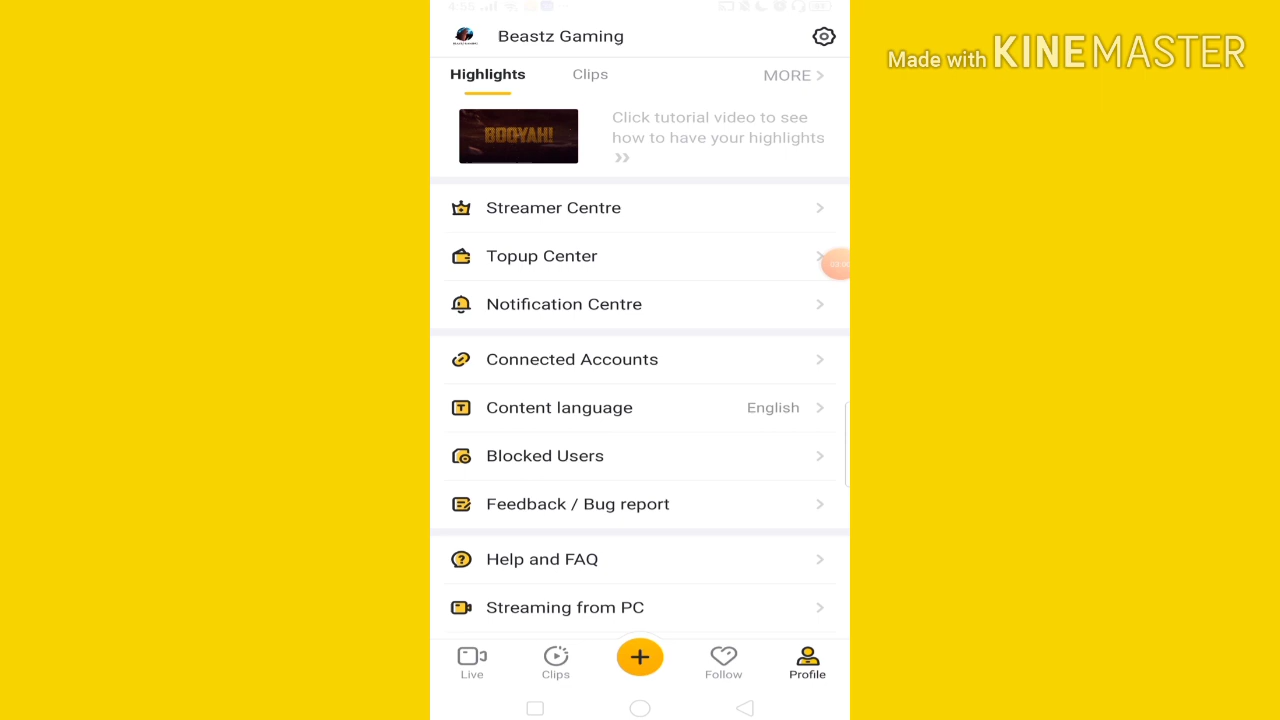 4:55
Beastz Gaming
Made with KINEMASTER
Highlights
Clips
MORE
BOOYAH!
Click tutorial video to see
how to have your highlights
Streamer Centre
Topup Center
Notification Centre
Connected Accounts
Content language English
Blocked Users
Feedback / Bug report
Help and FAQ
Streaming from PC
Live
Clips
Follow
Profile